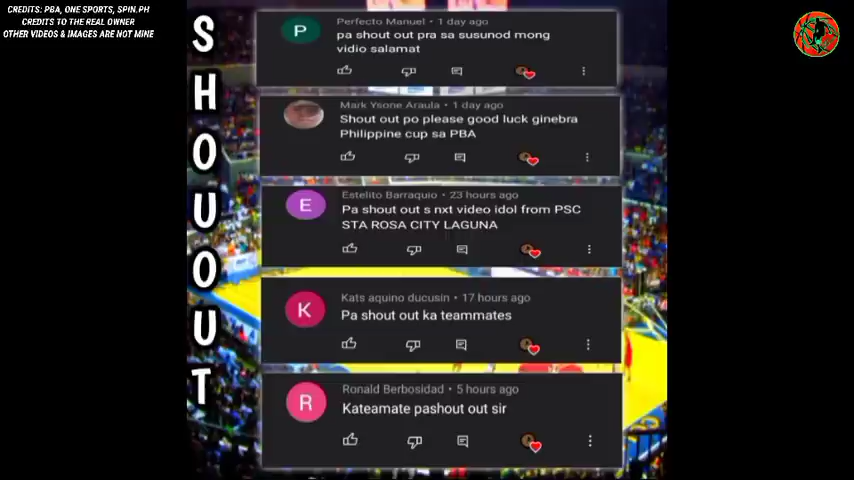 CREDITS: PBA, ONE SPORTS, SPIN.PH
CREDITS TO THE REAL OWNER
OTHER VIDEOS & IMAGES ARE NOT MINE
SHOUOUT
Perfecto Manuel • 1 day ago
pa shout out pra sa susunod mong
vidio salamat
Mark Ysone Araula • 1 day ago
Shout out po please good luck ginebra
Philippine cup sa PBA
E
Estelito Barraquio • 23 hours ago
Pa shout out s nxt video idol from PSC
STA ROSA CITY LAGUNA
K
Kats aquino ducusin • 17 hours ago
Pa shout out ka teammates
R
Ronald Berbosidad • 5 hours ago
Kateamate pashout out sir
P